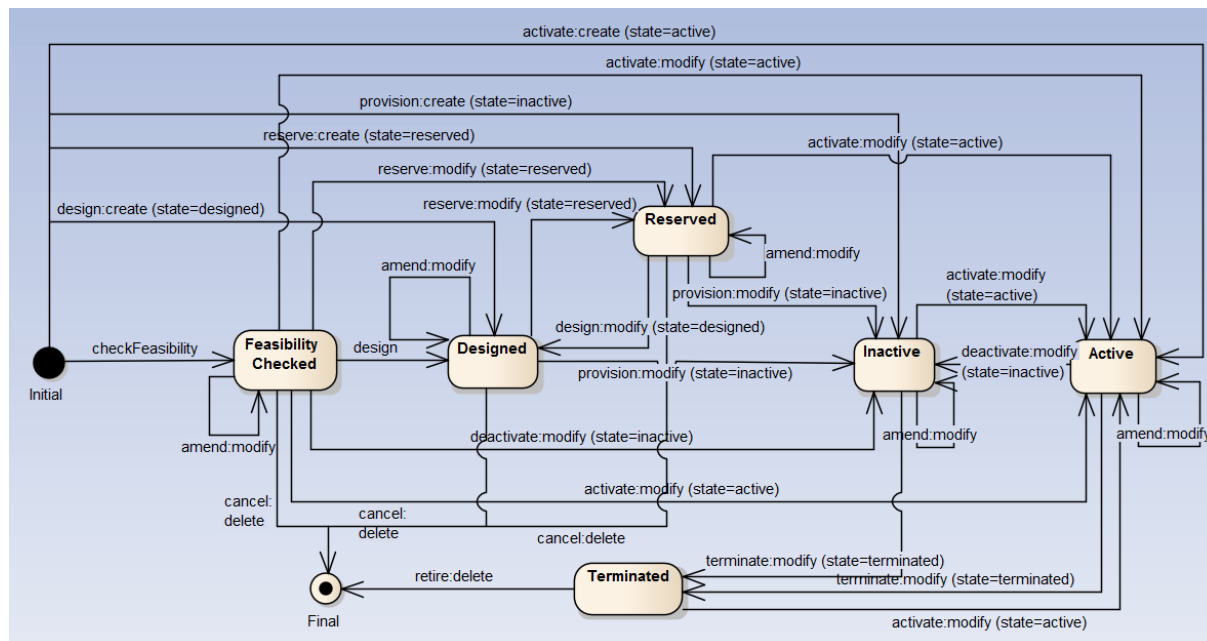 activate:create (state=active)
activate:modify (state=active)
provision:create (state=inactive)
reserve:create (state=reserved)
activate:modify (state=active)
reserve:modify (state=reserved)
reserve:modify (state=reserved)
design:create (state=designed)
Reserved
amend:modify
amend:modify
activate:modify
(state=active)
provision:modify (state=inactive)
design:modify (state=designed)
Feasibility
Checked
checkFeasibility
design
Designed
Inactive
deactivate:modify
(state=inactive)
Active
provision:modify (state=inactive)
Initial
amend:modify
deactivate:modify (state=inactive)
amend:modify
amend:modify
activate:modify (state=active)
cancel:
delete
cancel:
delete
cancel:delete
terminate:modify (state=terminated)
Terminated
retire:delete
terminate:modify (state=terminated)
Final
activate:modify (state=active)